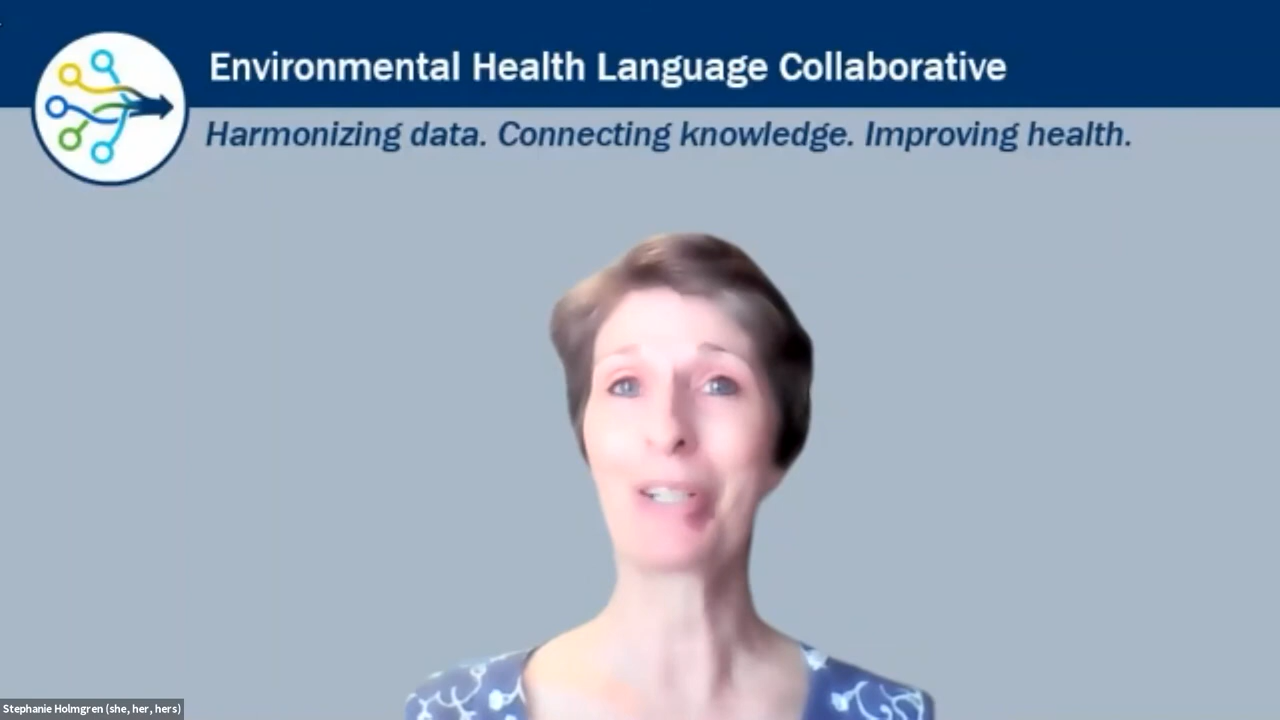 Environmental Health Language Collaborative
Harmonizing data. Connecting knowledge. Improving health.
Stephanie Holmgren (she, her, hers)